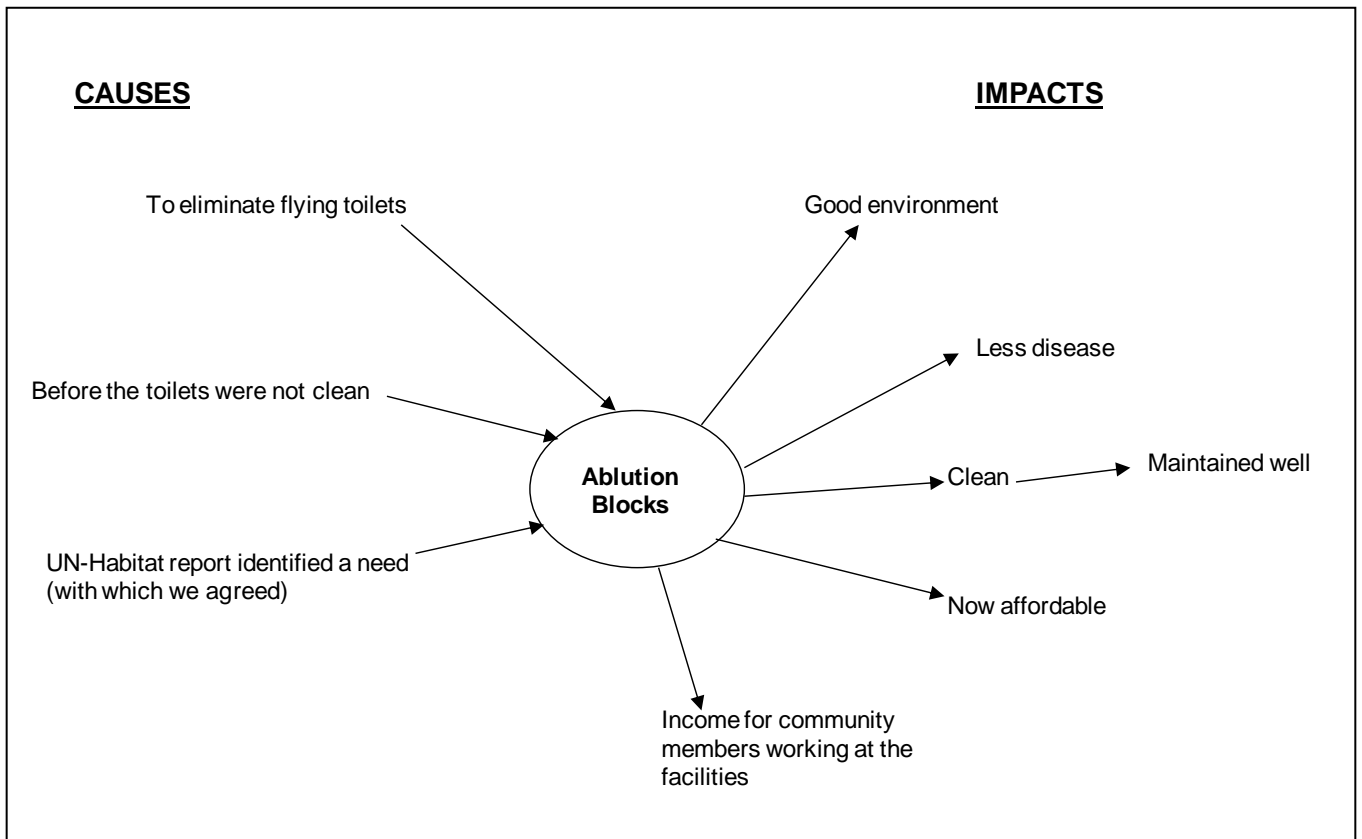 CAUSES
IMPACTS
To eliminate flying toilets
Good environment
Less disease
Before the toilets were not clean
Ablution
Blocks
Clean
Maintained well
UN-Habitat report identified a need
(with which we agreed)
Now affordable
Income for community
members working at the
facilities